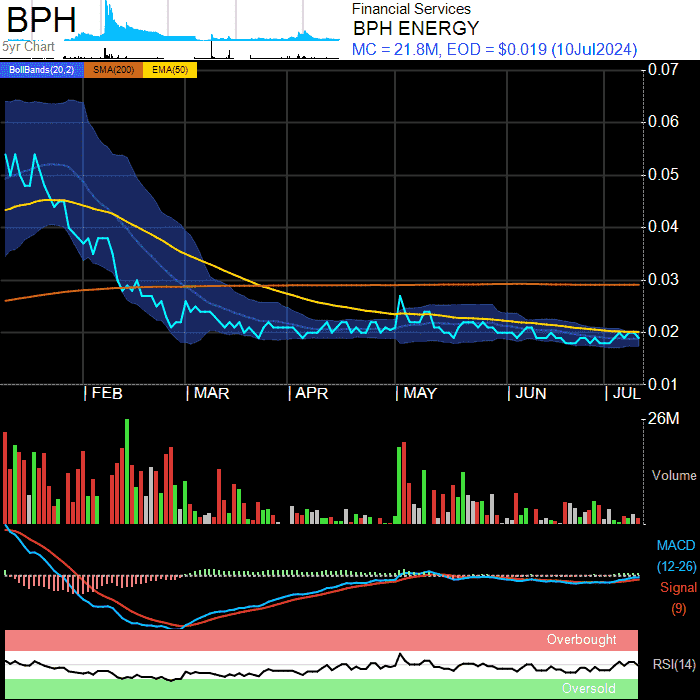 BPH
5yr Chart
Financial Services
BPH ENERGY
MC = 21.8M, EOD = $0.019 (10Jul2024)
BollBands(20,2) SMA(200) EMA(50)
0.07
0.06
0.05
0.04
0.03
0.02
0.01
FEB MAR APR MAY JUN JUL
26M
Volume
MACD
(12-26)
Signal
(9)
Overbought
RSI(14)
Oversold